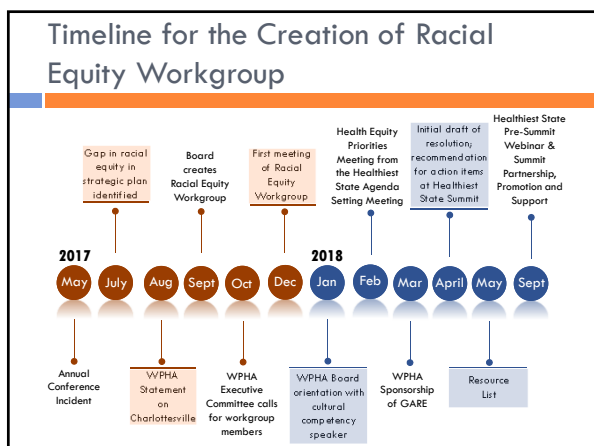 Timeline for the Creation of Racial
Equity Workgroup
Gap in racial
equity in
strategic plan
identified
Board
creates
Racial Equity
Workgroup
First meeting
of Racial
Equity
Workgroup
Health Equity
Priorities
Meeting from
the Healthiest
State Agenda
Setting Meeting
Initial draft of
resolution;
recommendation
for action items
at Healthiest
State Summit
Healthiest State
Pre-Summit
Webinar &
Summit
Partnership,
Promotion and
Support
2017
2018
May
July
Aug
Sept
Oct
Dec
Jan
Feb
Mar
April
May
Sept
Annual
Conference
Incident
WPHA
Statement
on
Charlottesville
WPHA
Executive
Committee calls
for workgroup
members
WPHA Board
orientation with
cultural
competency
speaker
WPHA
Sponsorship
of GARE
Resource
List